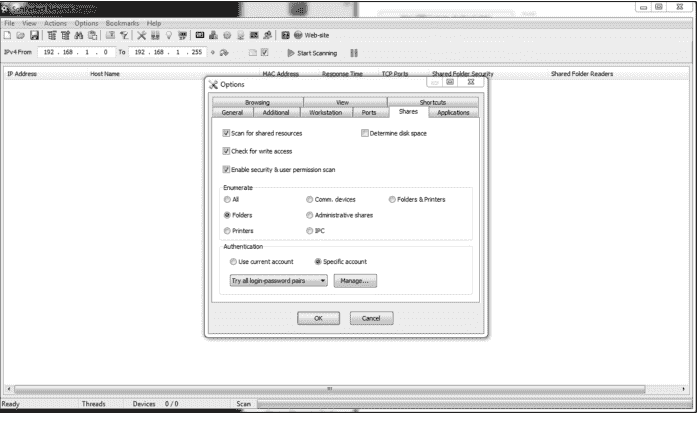 File View Actions Options Bookmarks Help
Web-site
IPv4 From 192 . 168 . 1 . 0 To 192 . 168 . 1 . 255
Start Scanning
IP Address Host Name MAC Address Response Time TCP Ports Shared Folder Security Shared Folder Readers
Options
Browsing View Shortcuts
General Additional Workstation Ports Shares Applications
Scan for shared resources Determine disk space
Check for write access
Enable security & user permission scan
Enumerate
All Comm. devices Folders & Printers
Folders Administrative shares
Printers IPC
Authentication
Use current account Specific account
Try all login-password pairs Manage...
OK Cancel
Ready Threads Devices 0 / 0 Scan